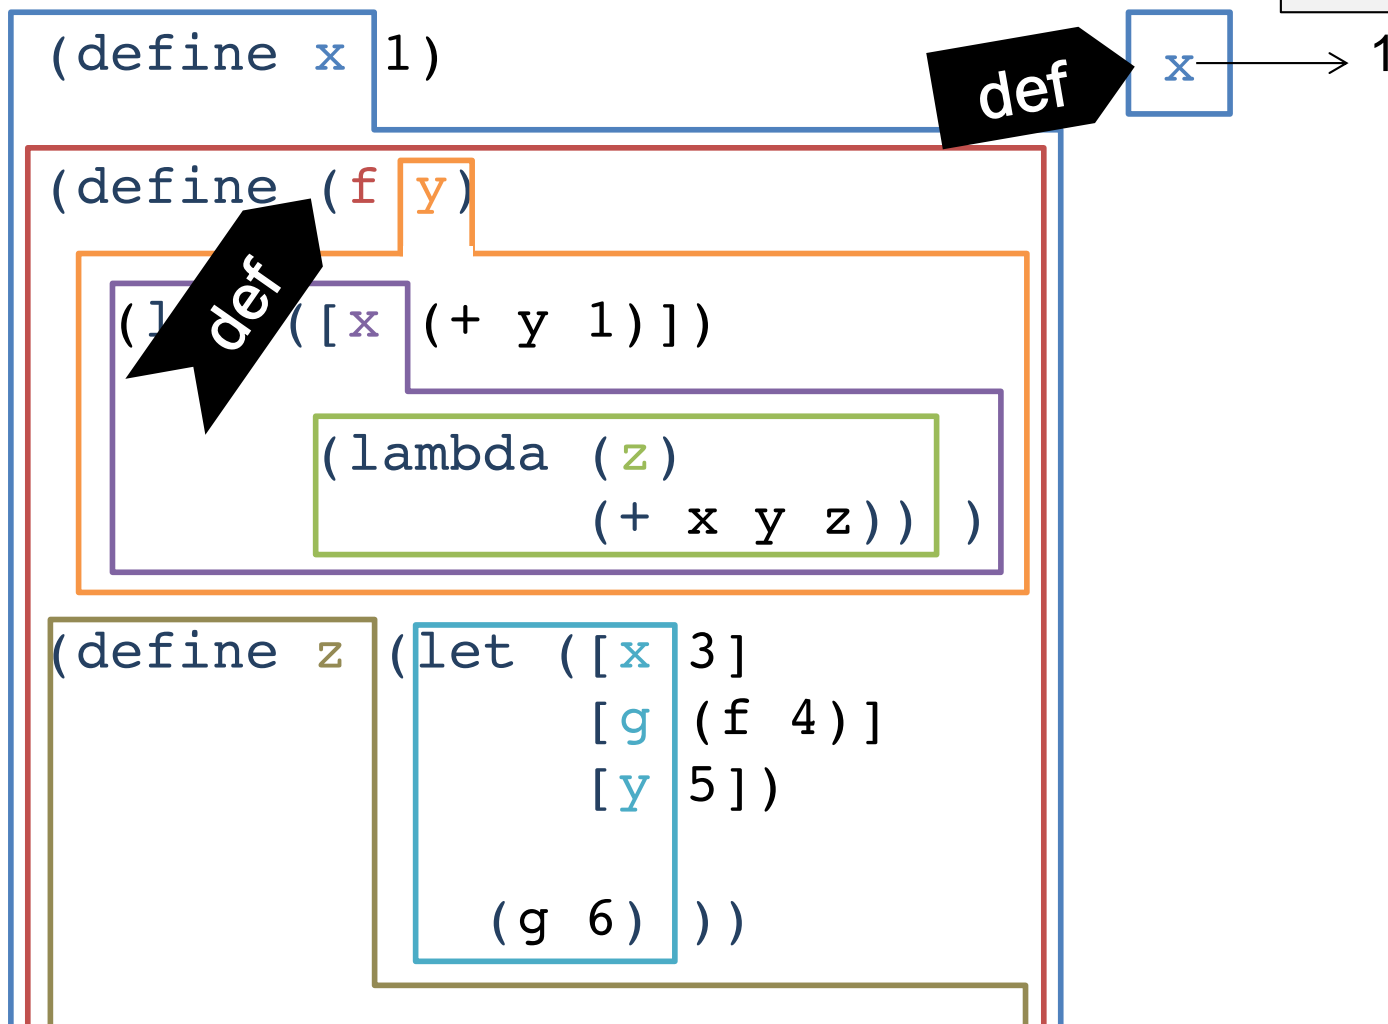 (define x 1)
def
x
1
(define (f y)
def
(l ([x (+ y 1)])
(lambda (z)
(+ x y z)) )
(define z (let ([x 3]
[g (f 4)]
[y 5])
(g 6) ))